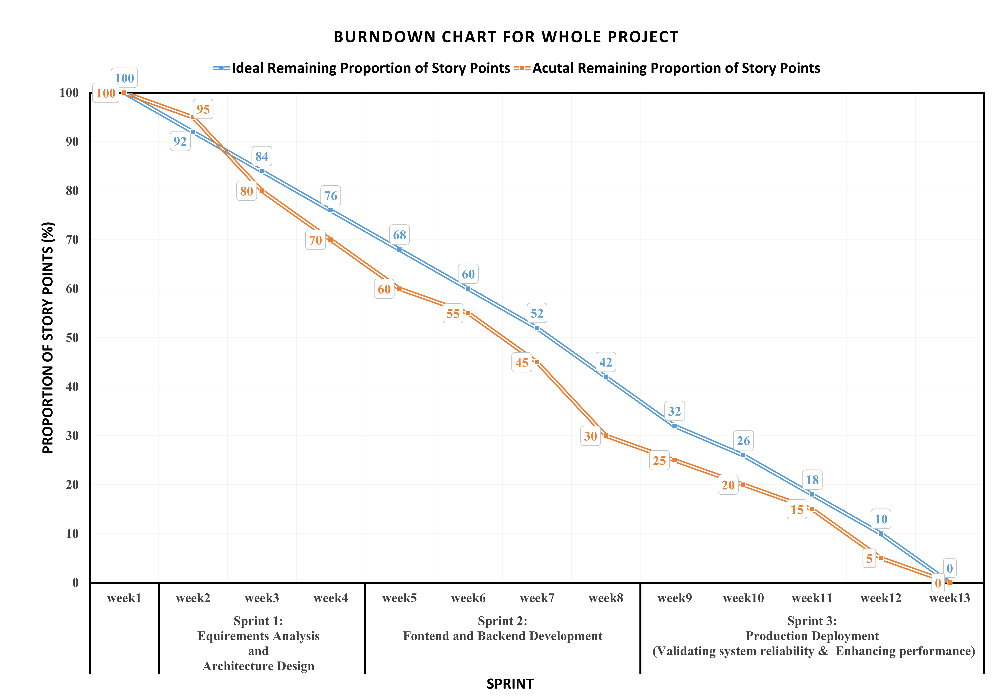 BURNDOWN CHART FOR WHOLE PROJECT
Ideal Remaining Proportion of Story Points Acutal Remaining Proportion of Story Points
PROPORTION OF STORY POINTS (%)
100
90
80
70
60
50
40
30
20
10
0
100
92
84
76
68
60
52
42
32
26
18
10
0
100
95
80
70
60
55
45
30
25
20
15
5
0
week1 week2 week3 week4 week5 week6 week7 week8 week9 week10 week11 week12 week13
Sprint 1:
Equirements Analysis
and
Architecture Design
Sprint 2:
Fontend and Backend Development
Sprint 3:
Production Deployment
(Validating system reliability & Enhancing performance)
SPRINT